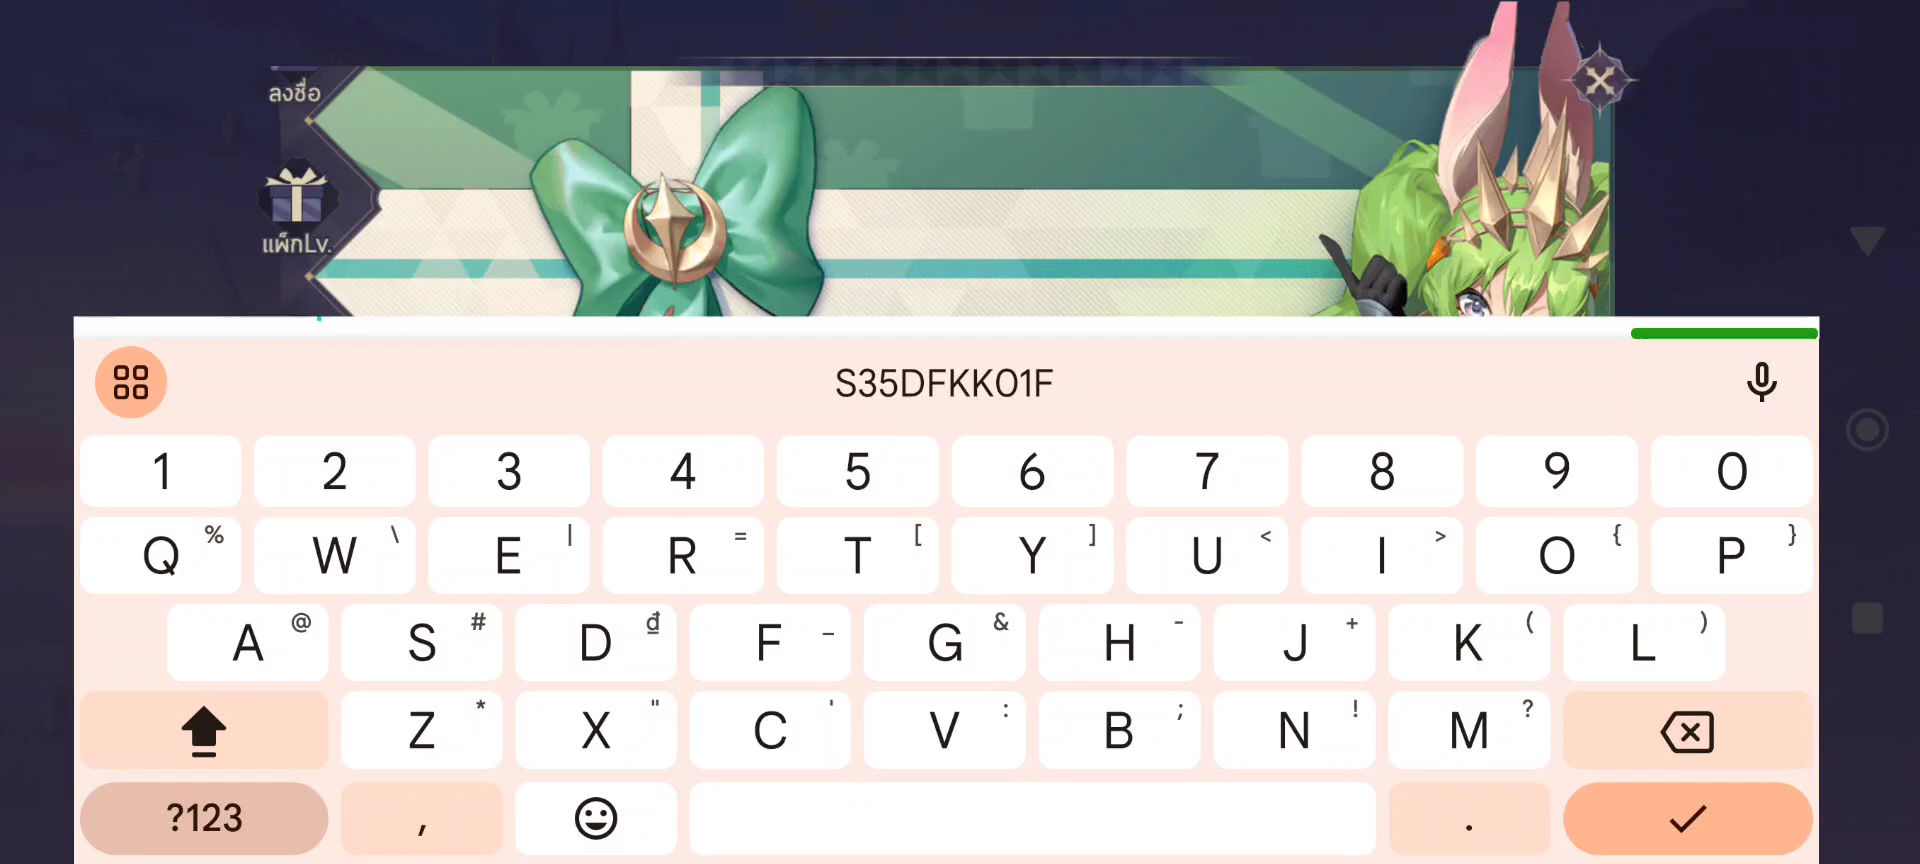 ลงชื่อ
แพ็กLv.
S35DFKK01F
1 2 3 4 5 6 7 8 9 0
Q % W \ E | R = T [ Y ] U < I > O { P }
A @ S # D ₫ F _ G & H - J + K ( L )
Z * X " C ' V : B ; N ! M ?
?123 , .